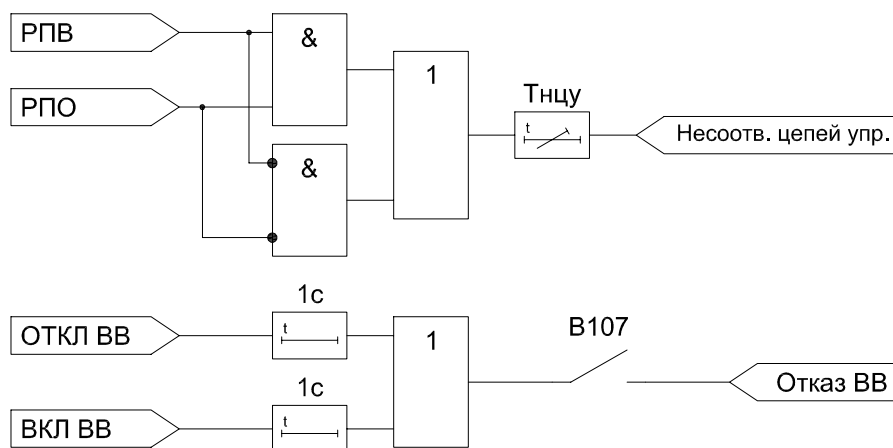 РПВ
&
1
Тнцу
РПО
t
Несоотв. цепей упр.
&
1с
ОТКЛ ВВ
t
1
В107
1с
Отказ ВВ
ВКЛ ВВ
t